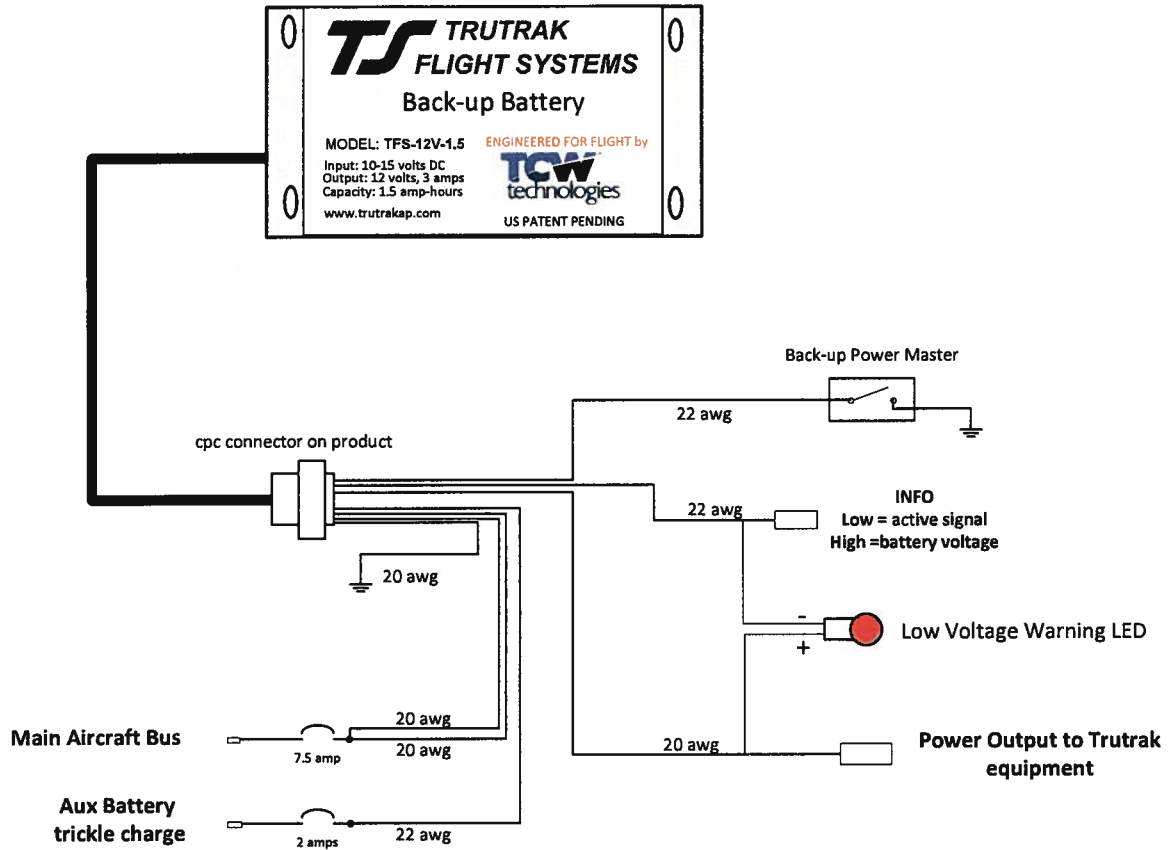 TS TRUTRAK
FLIGHT SYSTEMS
Back-up Battery
MODEL: TFS-12V-1.5
Input: 10-15 volts DC
Output: 12 volts, 3 amps
Capacity: 1.5 amp-hours
www.trutrakap.com
ENGINEERED FOR FLIGHT by
TCW
technologies
US PATENT PENDING
Back-up Power Master
22 awg
cpc connector on product
22 awg
INFO
Low = active signal
High =battery voltage
20 awg
-
+
Low Voltage Warning LED
Main Aircraft Bus
7.5 amp
20 awg
20 awg
20 awg
Power Output to Trutrak
equipment
Aux Battery
trickle charge
2 amps
22 awg